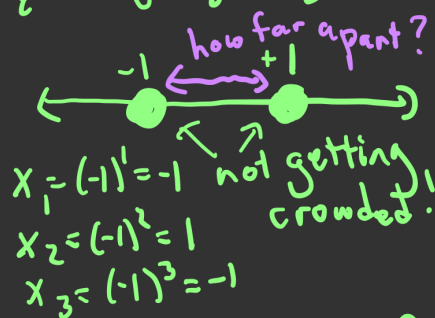 how far apart?
-1
+1
x₁ = (-1)¹ = -1
not getting
crowded!
x₂ = (-1)² = 1
x₃ = (-1)³ = -1